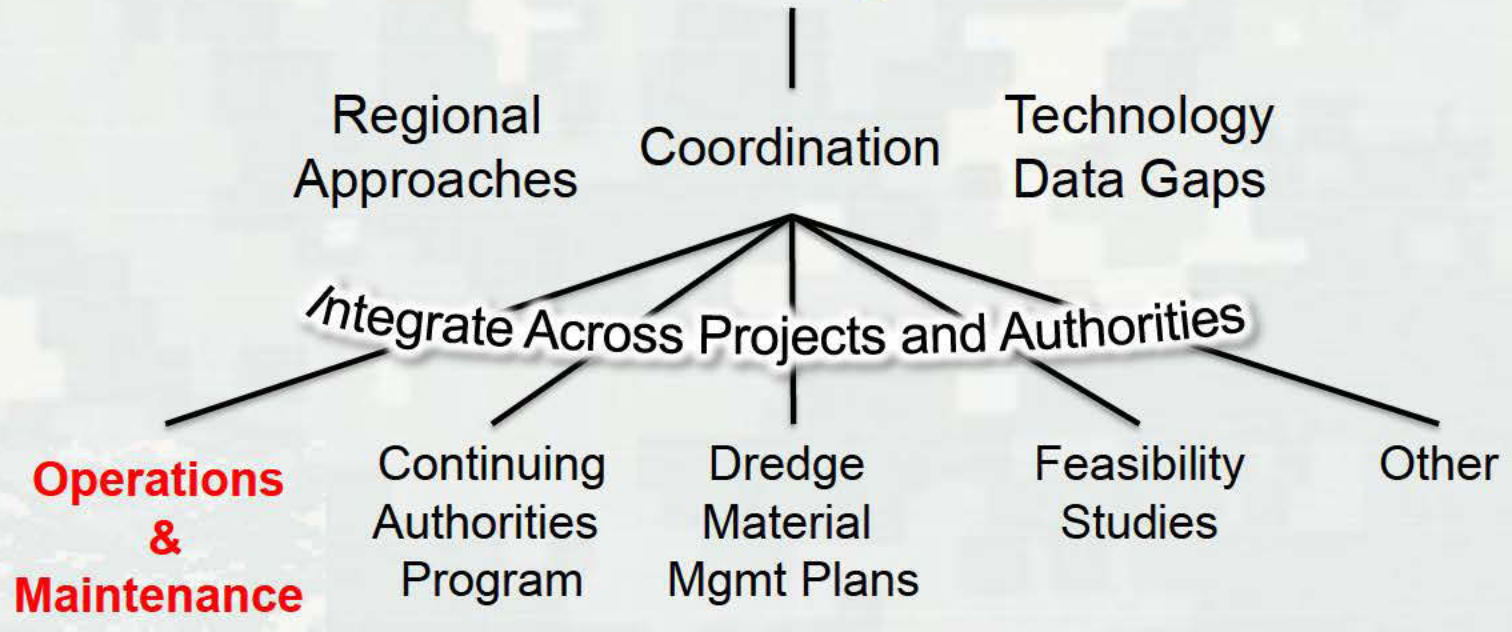 Regional
Approaches
Coordination
Technology
Data Gaps
Integrate Across Projects and Authorities
Operations
&
Maintenance
Continuing
Authorities
Program
Dredge
Material
Mgmt Plans
Feasibility
Studies
Other